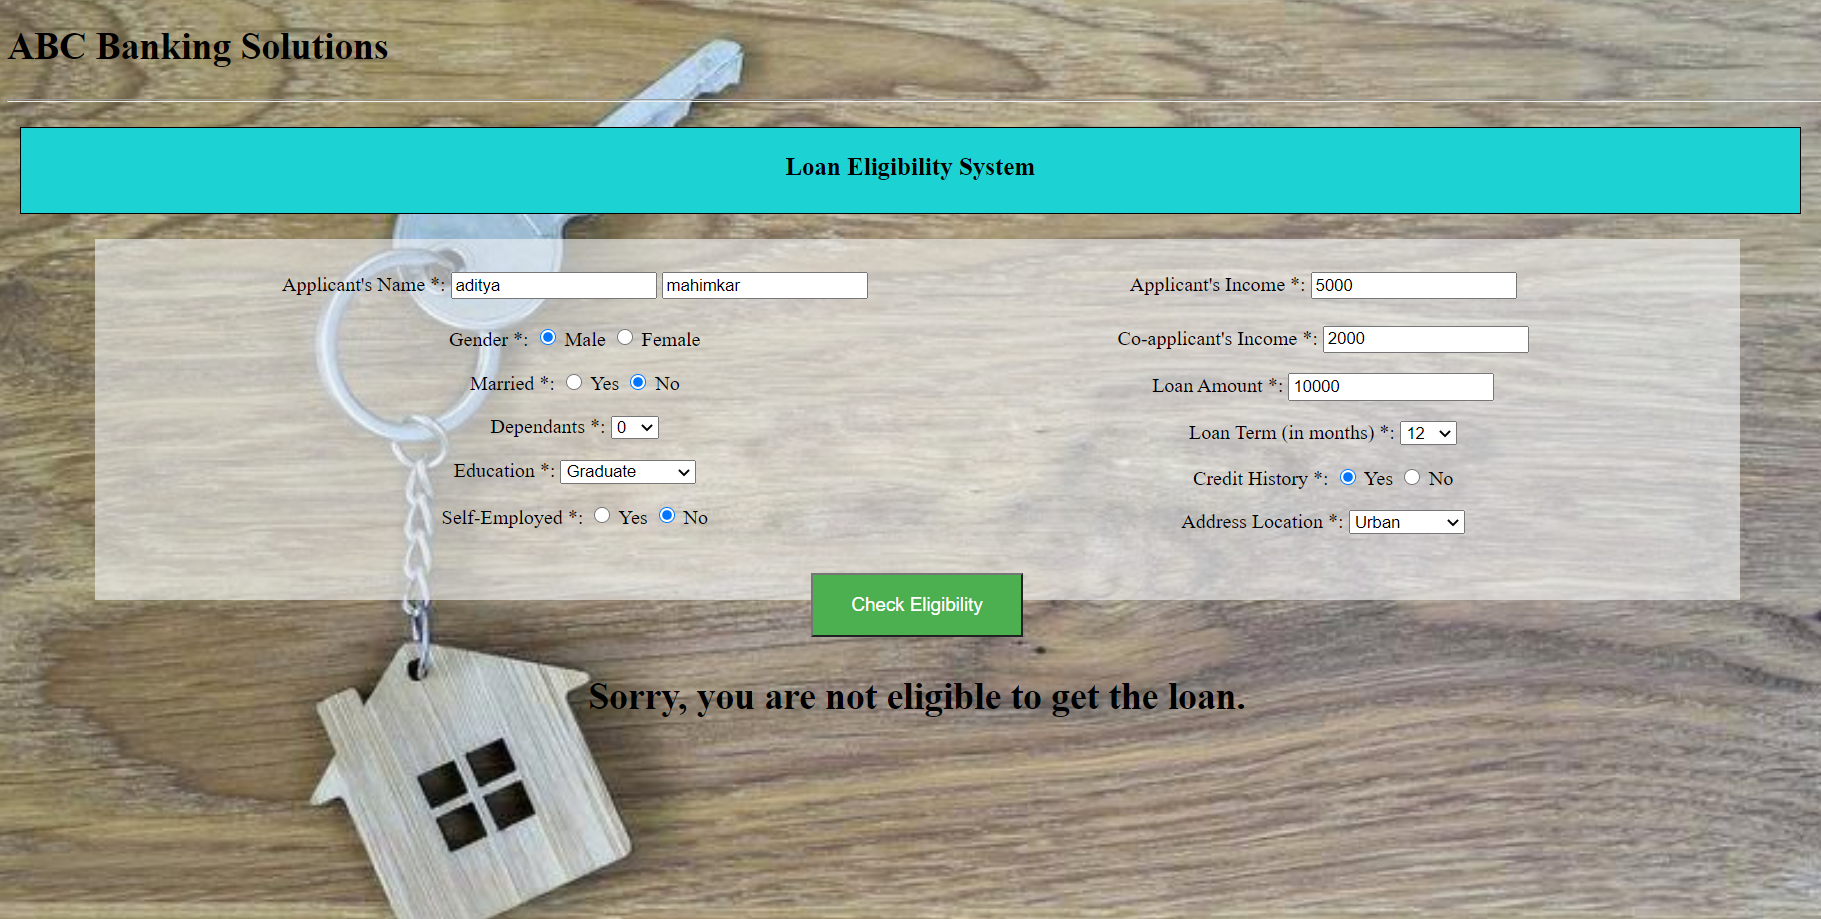 ABC Banking Solutions
Loan Eligibility System
Applicant's Name *: aditya mahimkar
Gender *: Male Female
Married *: Yes No
Dependants *: 0
Education *: Graduate
Self-Employed *: Yes No
Applicant's Income *: 5000
Co-applicant's Income *: 2000
Loan Amount *: 10000
Loan Term (in months) *: 12
Credit History *: Yes No
Address Location *: Urban
Check Eligibility
Sorry, you are not eligible to get the loan.